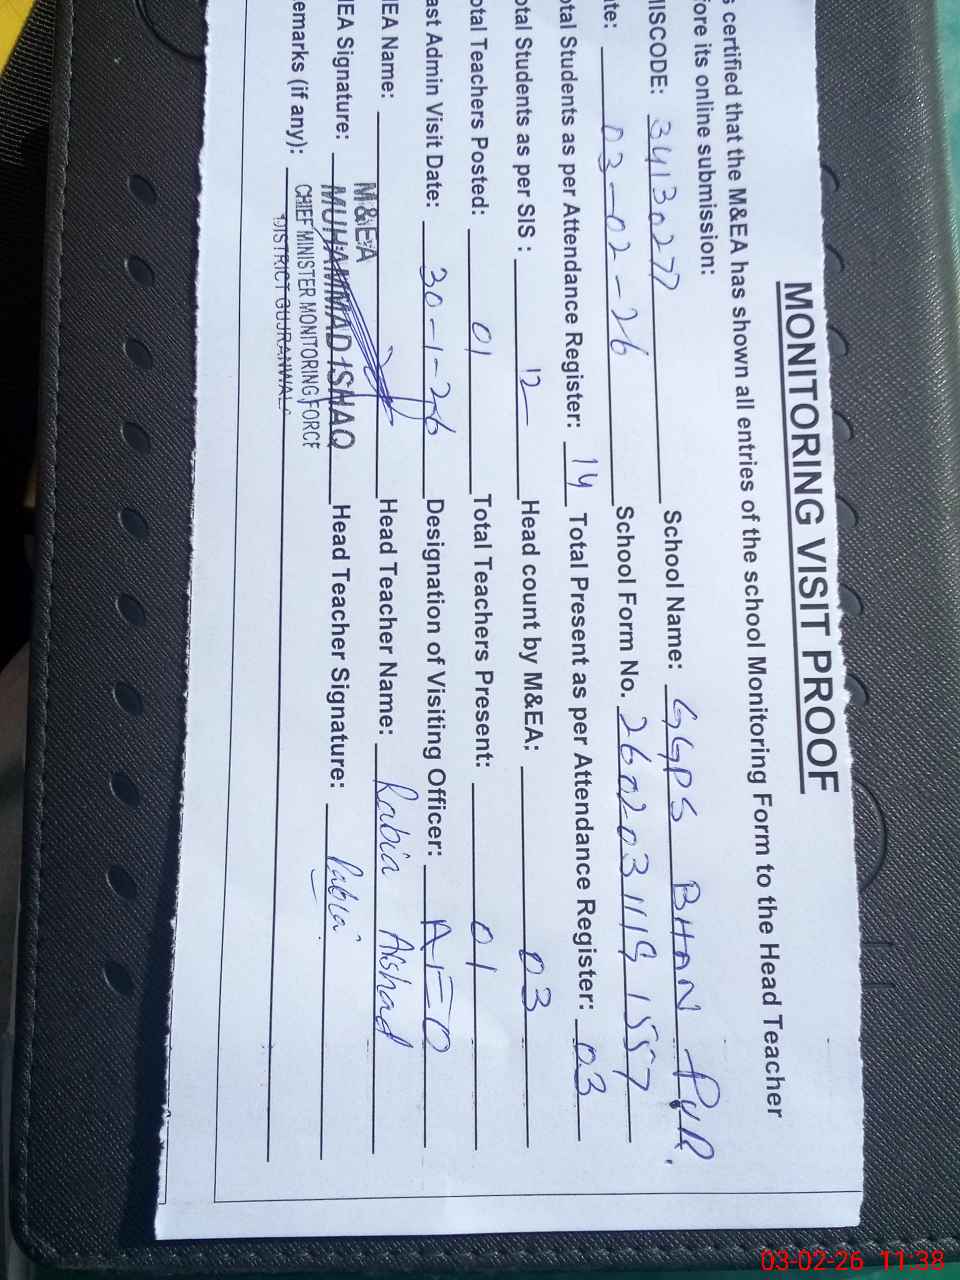 MONITORING VISIT PROOF
s certified that the M&EA has shown all entries of the school Monitoring Form to the Head Teacher
fore its online submission:
MISCODE: 34130277 School Name: GGPS BHAN PUR.
te: 03-02-26 School Form No. 26020311191557
otal Students as per Attendance Register: 14 Total Present as per Attendance Register: 03
otal Students as per SIS : 12 Head count by M&EA: 03
otal Teachers Posted: 01 Total Teachers Present: 01
ast Admin Visit Date: 30-1-26 Designation of Visiting Officer: AEO
IEA Name: Head Teacher Name: Rabia Arshad
M&EA
IEA Signature: MUHAMMAD ISHAQ Head Teacher Signature: Rabia
emarks (if any): CHIEF MINISTER MONITORING FORCE
DISTRICT GUJRANWALA
03-02-26 11:38